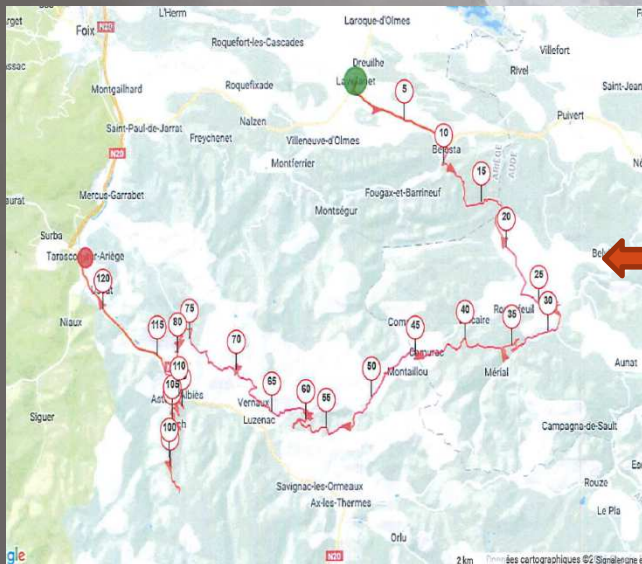 Foix
L'Herm
Laroque-d'Olmes
Roquefort-les-Cascades
Dreuilhe
Rivel
Villefort
Saint-Jean
Montgailhard
Roquefixade
5
Puivert
Saint-Paul-de-Jarrat
Nalzen
10
Freychenet
Villeneuve-d'Olmes
N20
Montferrier
15
ARIÈGE
AUDE
Mercus-Garrabet
Fougax-et-Barrineuf
Montségur
20
Surba
Bel
120
25
30
Niaux
115
80
75
45
40
35
70
110
50
Aunat
Montaillou
Mérial
105
65
60
55
Vernaux
Siguer
100
Luzenac
Campagna-de-Sault
Savignac-les-Ormeaux
Rouze
Ax-les-Thermes
Le Pla
Orlu
N20
gle
2 km